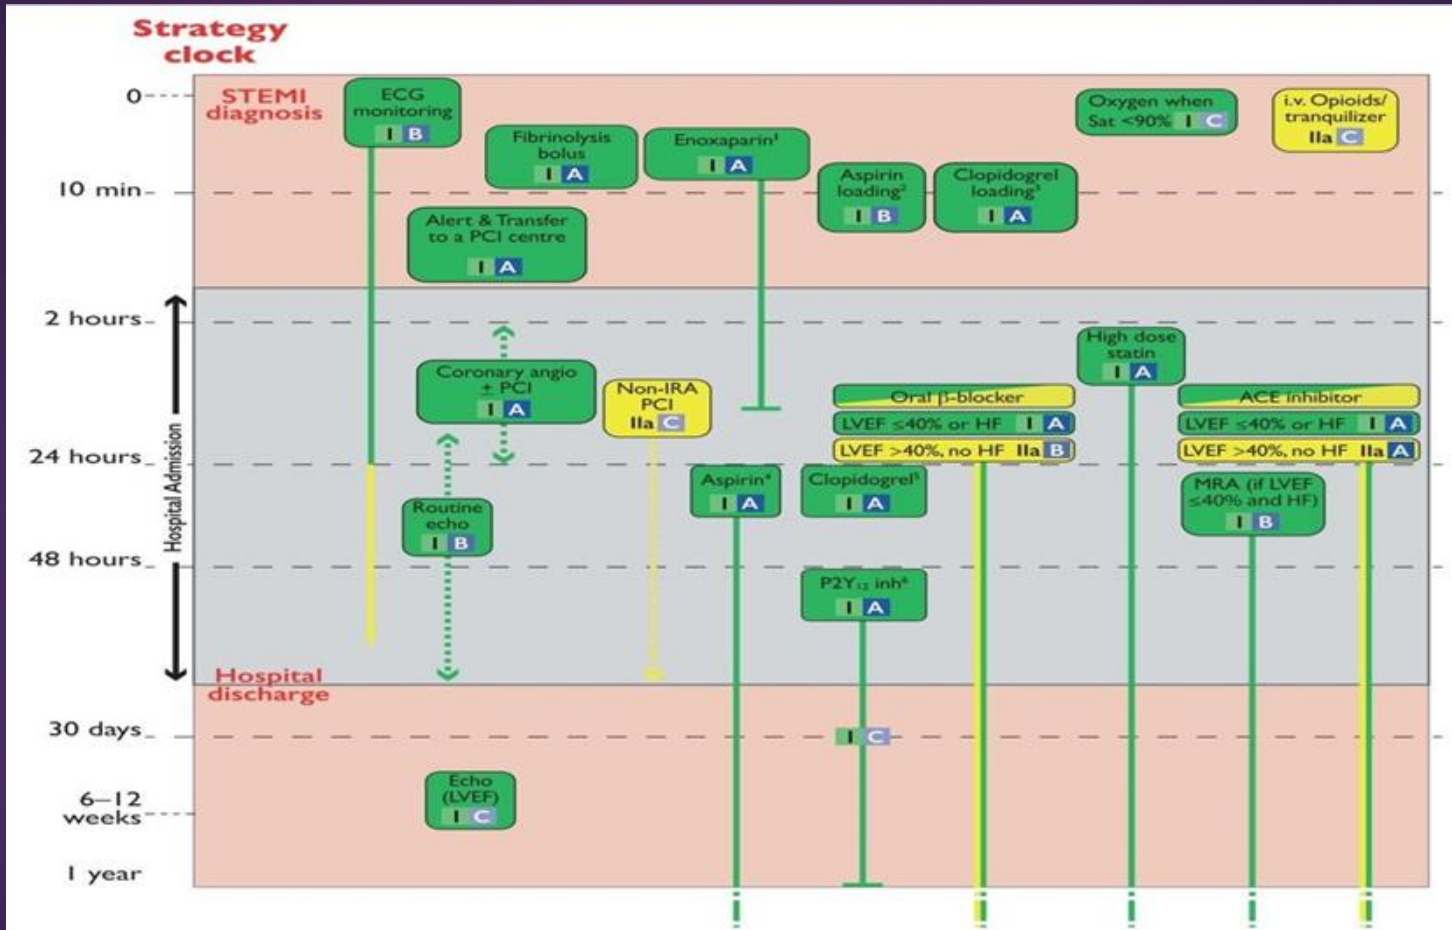 Strategy
clock
0
STEMI
diagnosis
ECG
monitoring
I B
Fibrinolysis
bolus
I A
Enoxaparin¹
I A
Oxygen when
Sat <90% I C
i.v. Opioids/
tranquilizer
IIa C
10 min
Aspirin
loading²
I B
Clopidogrel
loading³
I A
Alert & Transfer
to a PCI centre
I A
2 hours
Hospital Admission
Coronary angio
± PCI
I A
Non-IRA
PCI
IIa C
High dose
statin
I A
Oral β-blocker
LVEF ≤40% or HF I A
LVEF >40%, no HF IIa B
ACE inhibitor
LVEF ≤40% or HF I A
LVEF >40%, no HF IIa A
24 hours
Aspirin⁴
I A
Clopidogrel⁵
I A
MRA (if LVEF
≤40% and HF)
I B
Routine
echo
I B
48 hours
P2Y₁₂ inh⁶
I A
Hospital
discharge
30 days
I C
6–12
weeks
Echo
(LVEF)
I C
1 year